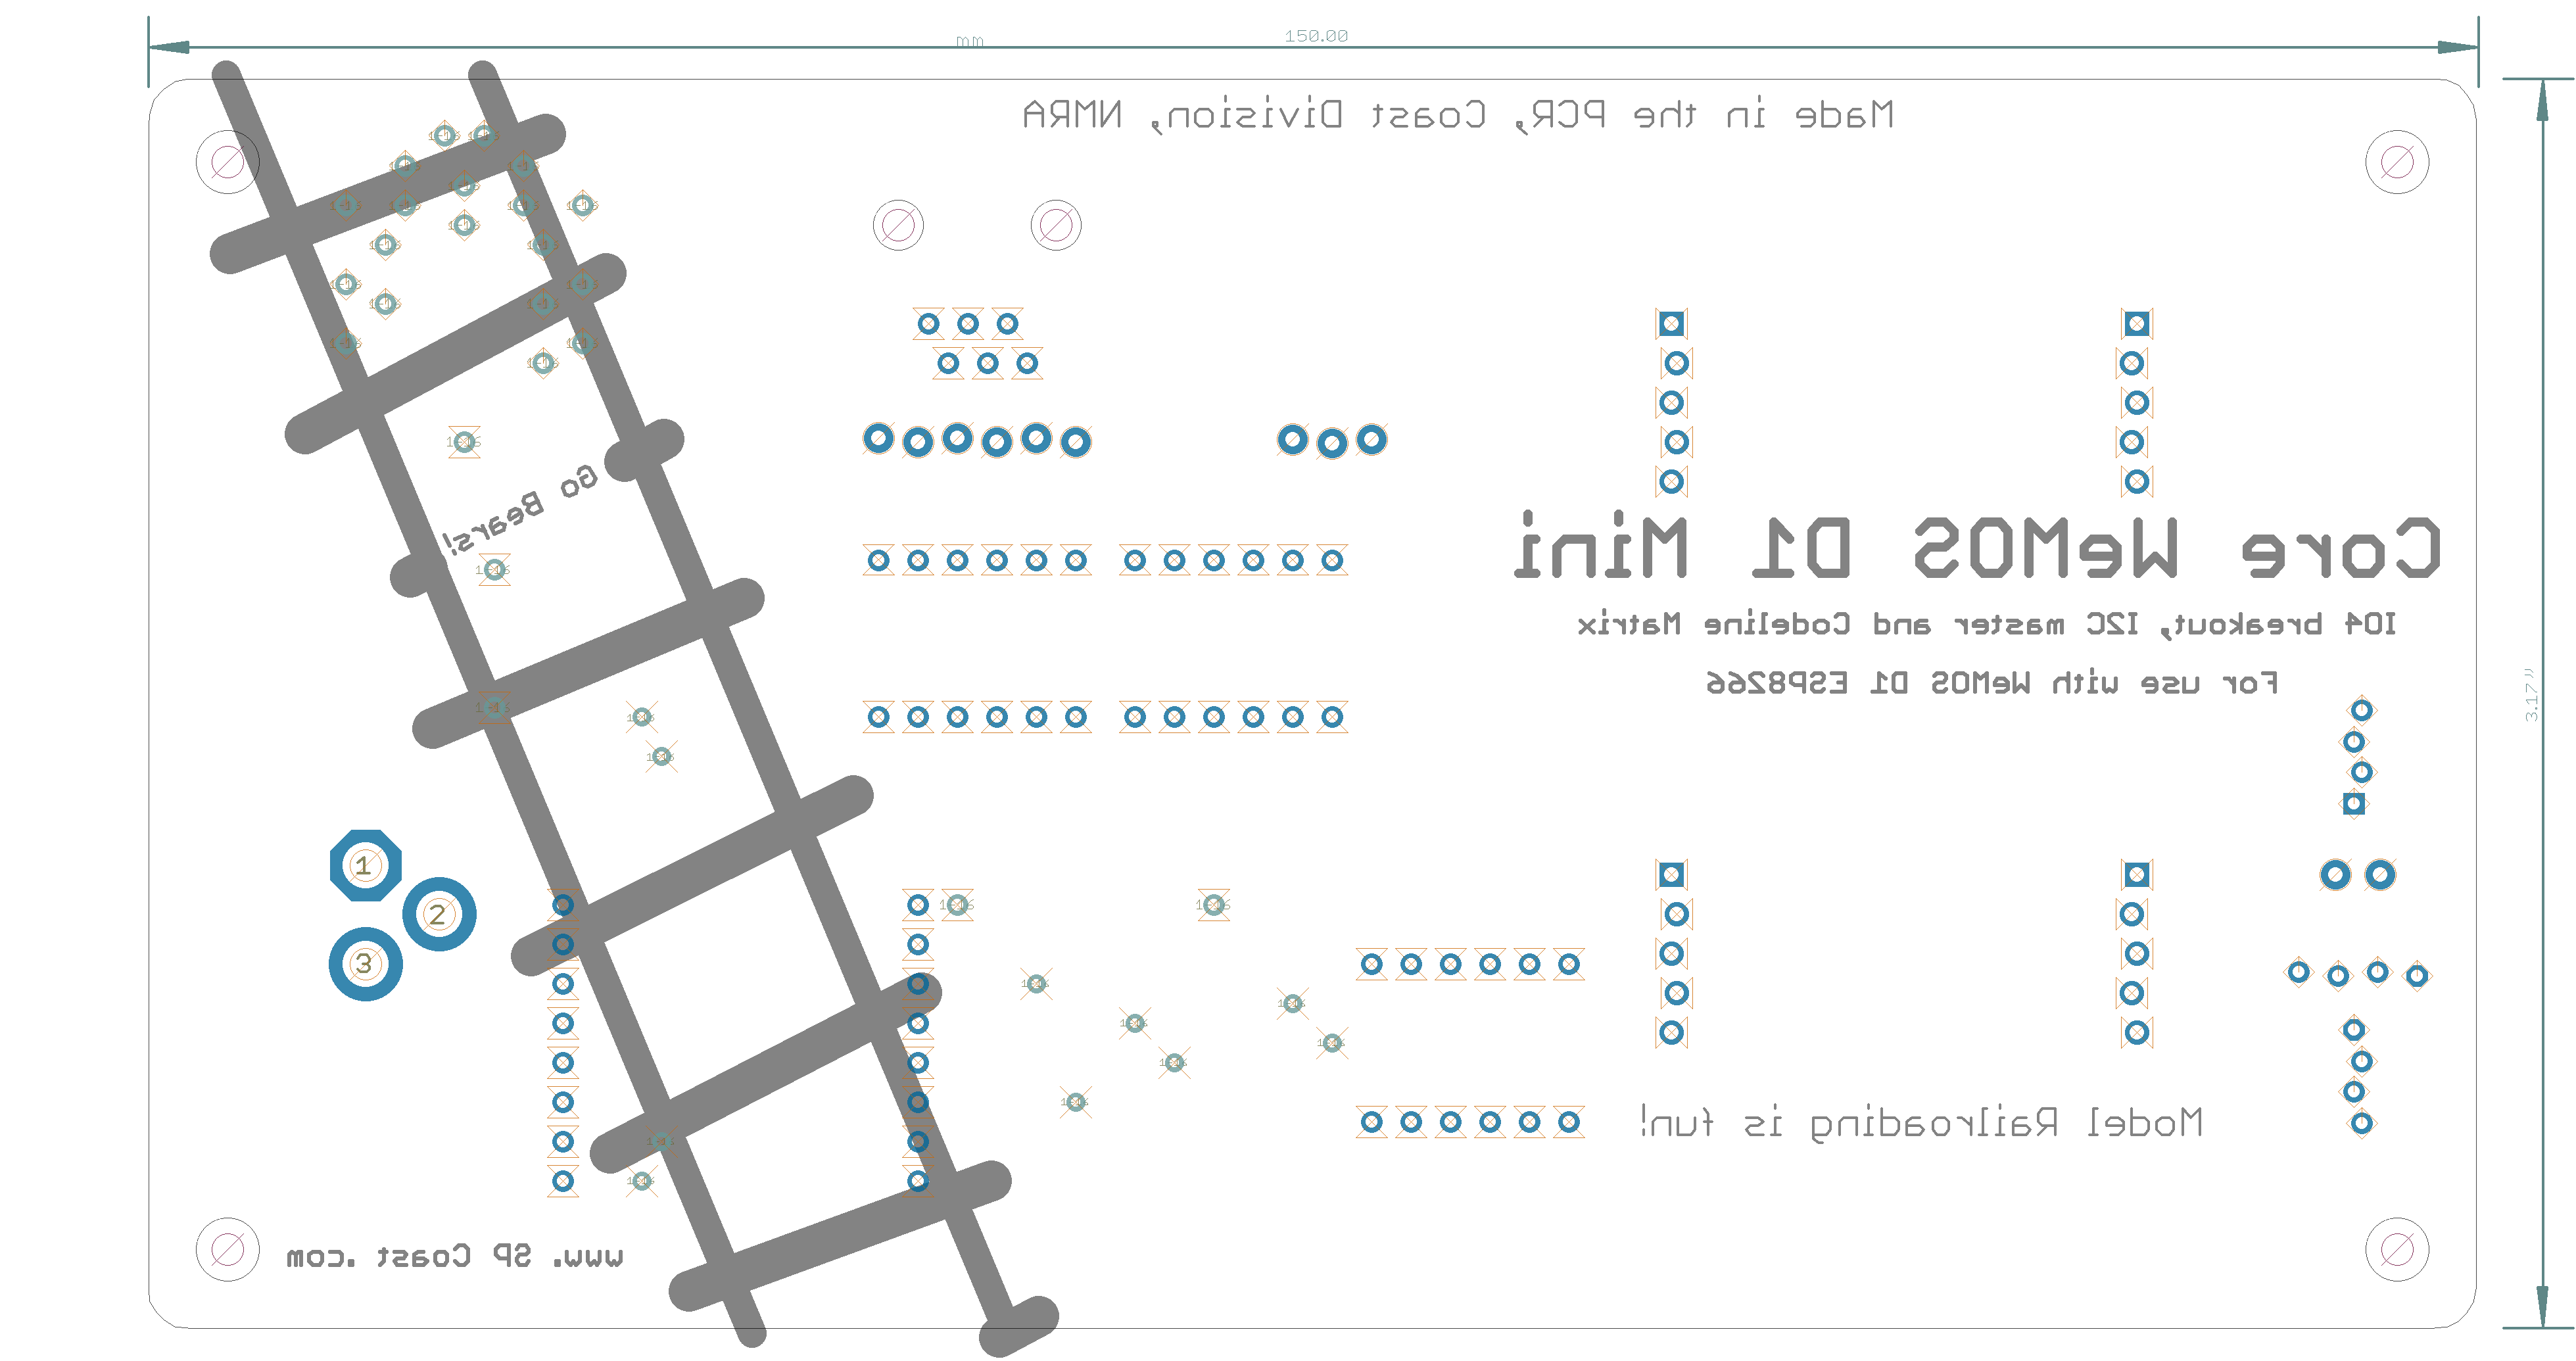 mm 150.00
Made in the PCR, Coast Division, NMRA
Go Bears!
Core WeMOS D1 Mini
IO4 breakout, I2C master and Codeline Matrix
For use with WeMOS D1 ESP8266
3.17"
1
2
3
Model Railroading is fun!
www. SP Coast .com